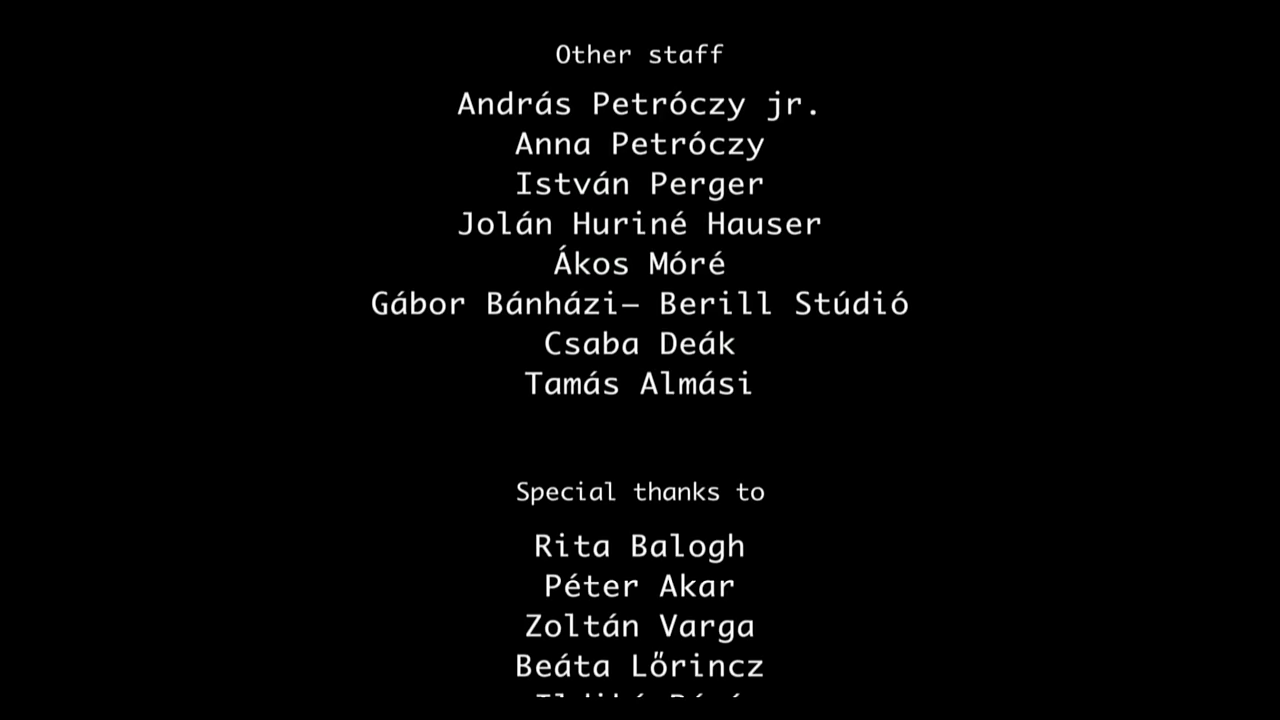 Other staff
András Petróczy jr.
Anna Petróczy
István Perger
Jolán Huriné Hauser
Ákos Móré
Gábor Bánházi– Berill Stúdió
Csaba Deák
Tamás Almási
Special thanks to
Rita Balogh
Péter Akar
Zoltán Varga
Beáta Lőrincz